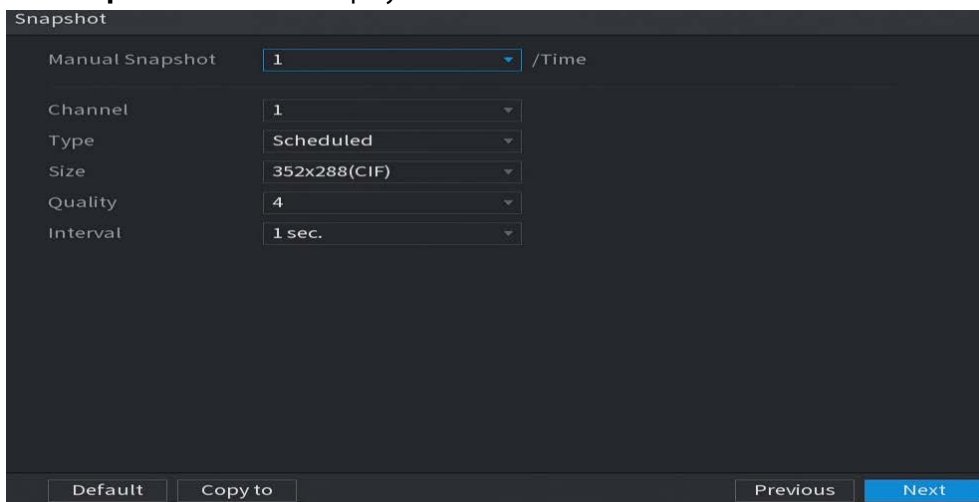 Snapshot
Manual Snapshot 1 /Time
Channel 1
Type Scheduled
Size 352x288(CIF)
Quality 4
Interval 1 sec.
Default Copy to Previous Next